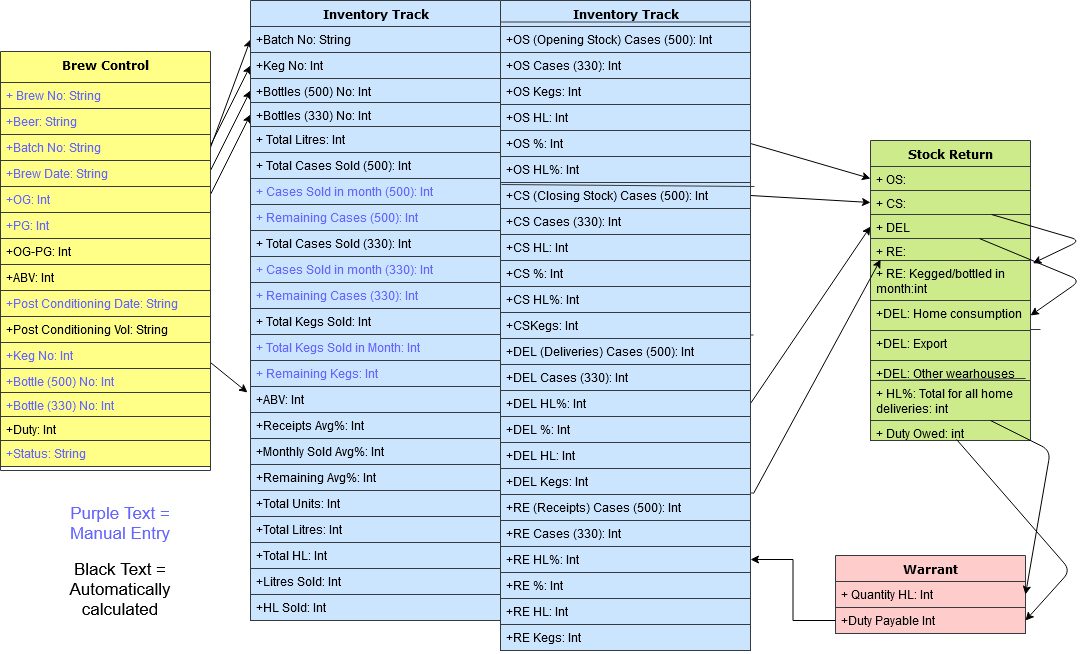 Brew Control
+ Brew No: String
+Beer: String
+Batch No: String
+Brew Date: String
+OG: Int
+PG: Int
+OG-PG: Int
+ABV: Int
+Post Conditioning Date: String
+Post Conditioning Vol: String
+Keg No: Int
+Bottle (500) No: Int
+Bottle (330) No: Int
+Duty: Int
+Status: String
Purple Text =
Manual Entry
Black Text =
Automatically
calculated
Inventory Track
+Batch No: String
+Keg No: Int
+Bottles (500) No: Int
+Bottles (330) No: Int
+ Total Litres: Int
+ Total Cases Sold (500): Int
+ Cases Sold in month (500): Int
+ Remaining Cases (500): Int
+ Total Cases Sold (330): Int
+ Cases Sold in month (330): Int
+ Remaining Cases (330): Int
+ Total Kegs Sold: Int
+ Total Kegs Sold in Month: Int
+ Remaining Kegs: Int
+ABV: Int
+Receipts Avg%: Int
+Monthly Sold Avg%: Int
+Remaining Avg%: Int
+Total Units: Int
+Total Litres: Int
+Total HL: Int
+Litres Sold: Int
+HL Sold: Int
Inventory Track
+OS (Opening Stock) Cases (500): Int
+OS Cases (330): Int
+OS Kegs: Int
+OS HL: Int
+OS %: Int
+OS HL%: Int
+CS (Closing Stock) Cases (500): Int
+CS Cases (330): Int
+CS HL: Int
+CS %: Int
+CS HL%: Int
+CSKegs: Int
+DEL (Deliveries) Cases (500): Int
+DEL Cases (330): Int
+DEL HL%: Int
+DEL %: Int
+DEL HL: Int
+DEL Kegs: Int
+RE (Receipts) Cases (500): Int
+RE Cases (330): Int
+RE HL%: Int
+RE %: Int
+RE HL: Int
+RE Kegs: Int
Stock Return
+ OS:
+ CS:
+ DEL
+ RE:
+ RE: Kegged/bottled in
month:int
+DEL: Home consumption
+DEL: Export
+DEL: Other wearhouses
+ HL%: Total for all home
deliveries: int
+ Duty Owed: int
Warrant
+ Quantity HL: Int
+Duty Payable Int